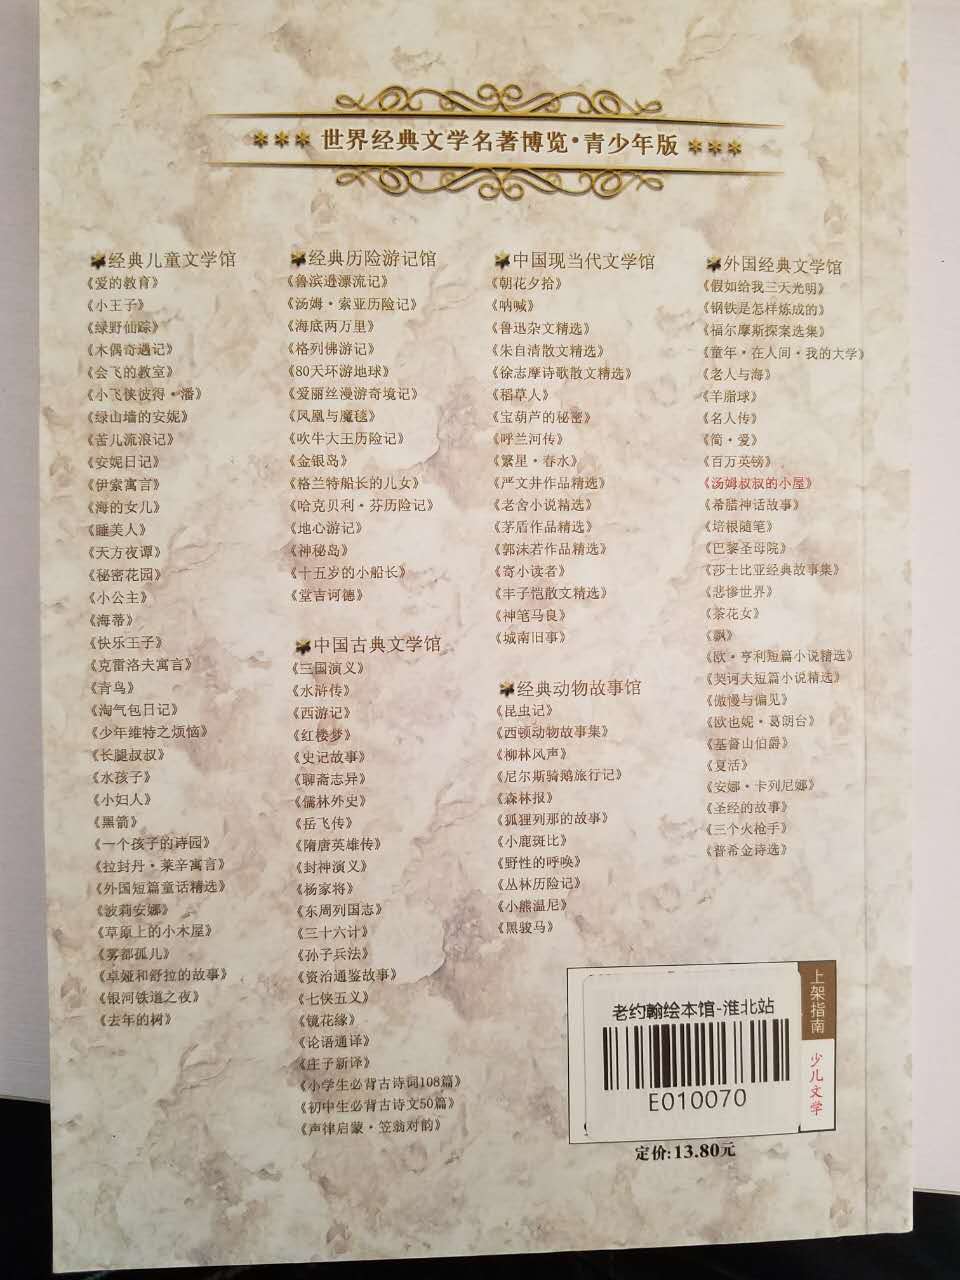 世界经典文学名著博览·青少年版
经典儿童文学馆
《爱的教育》
《小王子》
《绿野仙踪》
《木偶奇遇记》
《会飞的教室》
《小飞侠彼得·潘》
《绿山墙的安妮》
《苦儿流浪记》
《安妮日记》
《伊索寓言》
《海的女儿》
《睡美人》
《天方夜谭》
《秘密花园》
《小公主》
《海蒂》
《快乐王子》
《克雷洛夫寓言》
《青鸟》
《淘气包日记》
《少年维特之烦恼》
《长腿叔叔》
《水孩子》
《小妇人》
《黑箭》
《一个孩子的诗园》
《拉封丹·莱辛寓言》
《外国短篇童话精选》
《波莉安娜》
《草原上的小木屋》
《雾都孤儿》
《卓娅和舒拉的故事》
《银河铁道之夜》
《去年的树》
经典历险游记馆
《鲁滨逊漂流记》
《汤姆·索亚历险记》
《海底两万里》
《格列佛游记》
《80天环游地球》
《爱丽丝漫游奇境记》
《凤凰与魔毯》
《吹牛大王历险记》
《金银岛》
《格兰特船长的儿女》
《哈克贝利·芬历险记》
《地心游记》
《神秘岛》
《十五岁的小船长》
《堂吉诃德》
中国古典文学馆
《三国演义》
《水浒传》
《西游记》
《红楼梦》
《史记故事》
《聊斋志异》
《儒林外史》
《岳飞传》
《隋唐英雄传》
《封神演义》
《杨家将》
《东周列国志》
《三十六计》
《孙子兵法》
《资治通鉴故事》
《七侠五义》
《镜花缘》
《论语通译》
《庄子新译》
《小学生必背古诗词108篇》
《初中生必背古诗文50篇》
《声律启蒙·笠翁对韵》
中国现当代文学馆
《朝花夕拾》
《呐喊》
《鲁迅杂文精选》
《朱自清散文精选》
《徐志摩诗歌散文精选》
《稻草人》
《宝葫芦的秘密》
《呼兰河传》
《繁星·春水》
《严文井作品精选》
《老舍小说精选》
《茅盾作品精选》
《郭沫若作品精选》
《寄小读者》
《丰子恺散文精选》
《神笔马良》
《城南旧事》
经典动物故事馆
《昆虫记》
《西顿动物故事集》
《柳林风声》
《尼尔斯骑鹅旅行记》
《森林报》
《狐狸列那的故事》
《小鹿斑比》
《野性的呼唤》
《丛林历险记》
《小熊温尼》
《黑骏马》
外国经典文学馆
《假如给我三天光明》
《钢铁是怎样炼成的》
《福尔摩斯探案选集》
《童年·在人间·我的大学》
《老人与海》
《羊脂球》
《名人传》
《简·爱》
《百万英镑》
《汤姆叔叔的小屋》
《希腊神话故事》
《培根随笔》
《巴黎圣母院》
《莎士比亚经典故事集》
《悲惨世界》
《茶花女》
《飘》
《欧·亨利短篇小说精选》
《契诃夫短篇小说精选》
《傲慢与偏见》
《欧也妮·葛朗台》
《基督山伯爵》
《复活》
《安娜·卡列尼娜》
《圣经的故事》
《三个火枪手》
《普希金诗选》
老约翰绘本馆-淮北站
E010070
上架指南
少儿文学
定价:13.80元